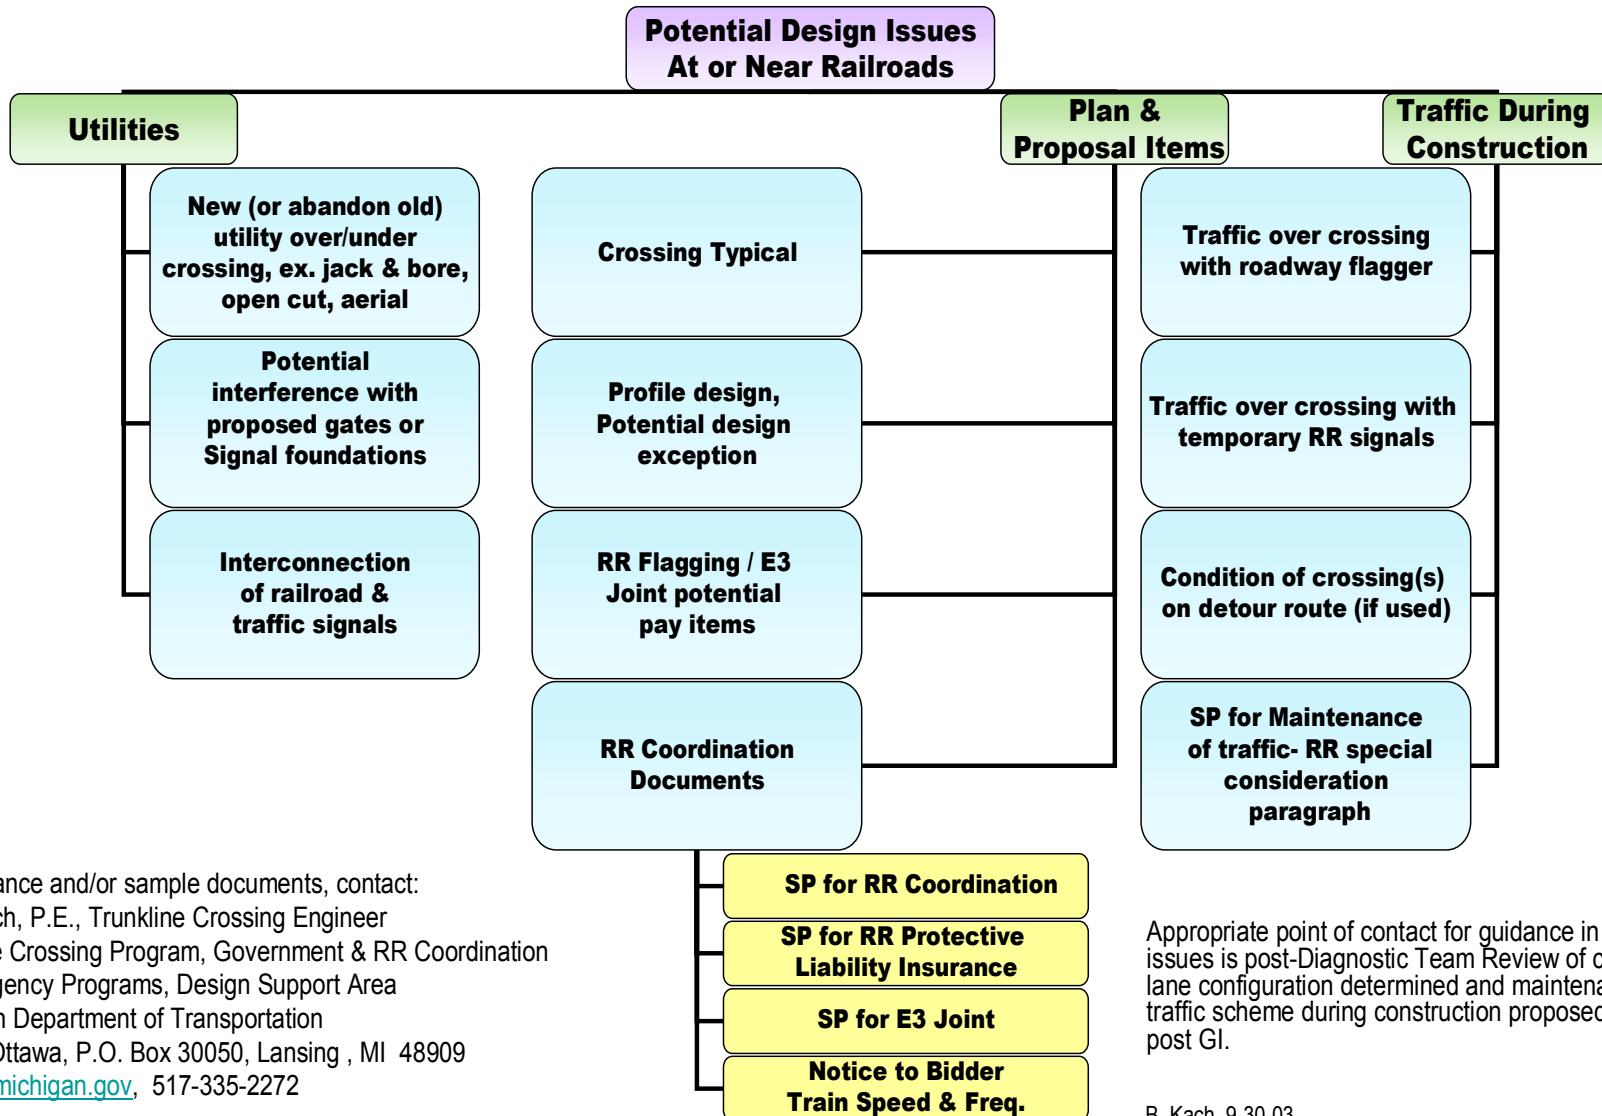 Potential Design Issues
At or Near Railroads
Utilities
Plan &
Proposal Items
Traffic During
Construction
New (or abandon old)
utility over/under
crossing, ex. jack & bore,
open cut, aerial
Potential
interference with
proposed gates or
Signal foundations
Interconnection
of railroad &
traffic signals
Crossing Typical
Profile design,
Potential design
exception
RR Flagging / E3
Joint potential
pay items
RR Coordination
Documents
SP for RR Coordination
SP for RR Protective
Liability Insurance
SP for E3 Joint
Notice to Bidder
Train Speed & Freq.
Traffic over crossing
with roadway flagger
Traffic over crossing with
temporary RR signals
Condition of crossing(s)
on detour route (if used)
SP for Maintenance
of traffic- RR special
consideration
paragraph
ance and/or sample documents, contact:
ch, P.E., Trunkline Crossing Engineer
e Crossing Program, Government & RR Coordination
gency Programs, Design Support Area
n Department of Transportation
Ottawa, P.O. Box 30050, Lansing , MI 48909
michigan.gov, 517-335-2272
Appropriate point of contact for guidance in
issues is post-Diagnostic Team Review of c
lane configuration determined and maintena
traffic scheme during construction proposed
post GI.
B. Kach 9-30-03